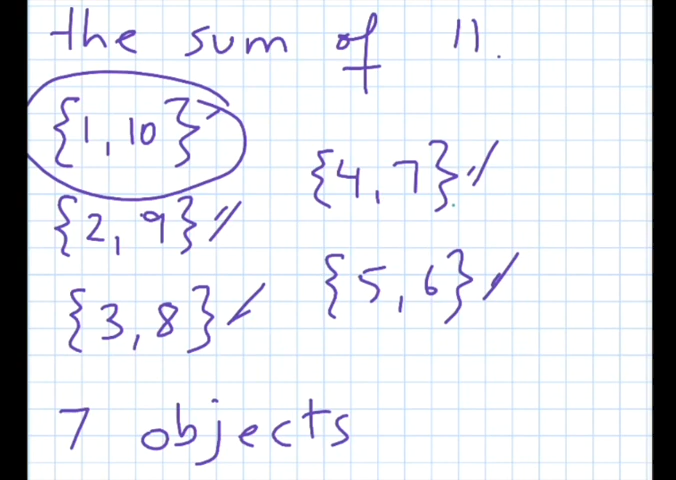 the sum of 11.
{1, 10}
{2, 9}
{3, 8}
{4, 7}
{5, 6}
7 objects